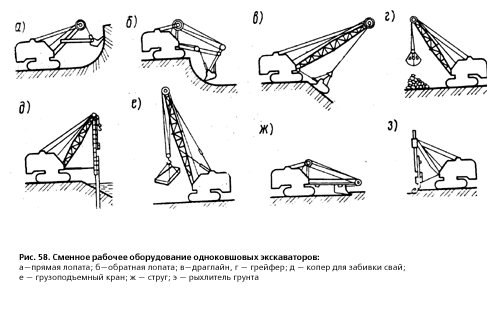 а)
б)
в)
г)
д)
е)
ж)
з)
Рис. 58. Сменное рабочее оборудование одноковшовых экскаваторов:
а—прямая лопата; б—обратная лопата; в—драглайн, г — грейфер; д — копер для забивки свай;
е — грузоподъемный кран; ж — струг; э — рыхлитель грунта